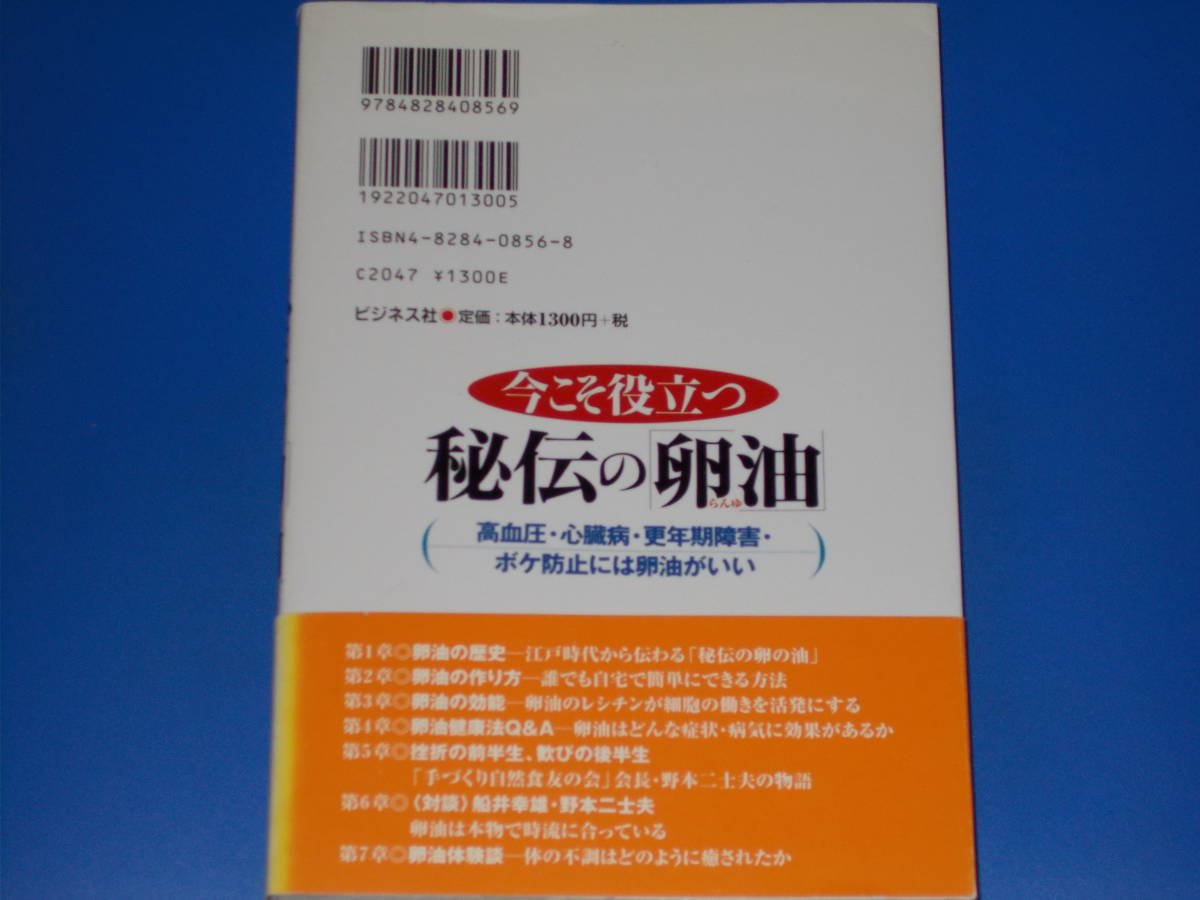 9784828408569
1922047013005
ISBN4-8284-0856-8
C2047 ¥1300E
ビジネス社●定価:本体1300円+税
今こそ役立つ
秘伝の「卵油」
らんゆ
高血圧・心臓病・更年期障害・
ボケ防止には卵油がいい
第1章◎卵油の歴史―江戸時代から伝わる「秘伝の卵の油」
第2章◎卵油の作り方―誰でも自宅で簡単にできる方法
第3章◎卵油の効能―卵油のレシチンが細胞の働きを活発にする
第4章◎卵油健康法Q&A―卵油はどんな症状・病気に効果があるか
第5章◎挫折の前半生、歓びの後半生
「手づくり自然食友の会」会長・野本二士夫の物語
第6章◎〈対談〉船井幸雄・野本二士夫
卵油は本物で時流に合っている
第7章◎卵油体験談―体の不調はどのように癒されたか